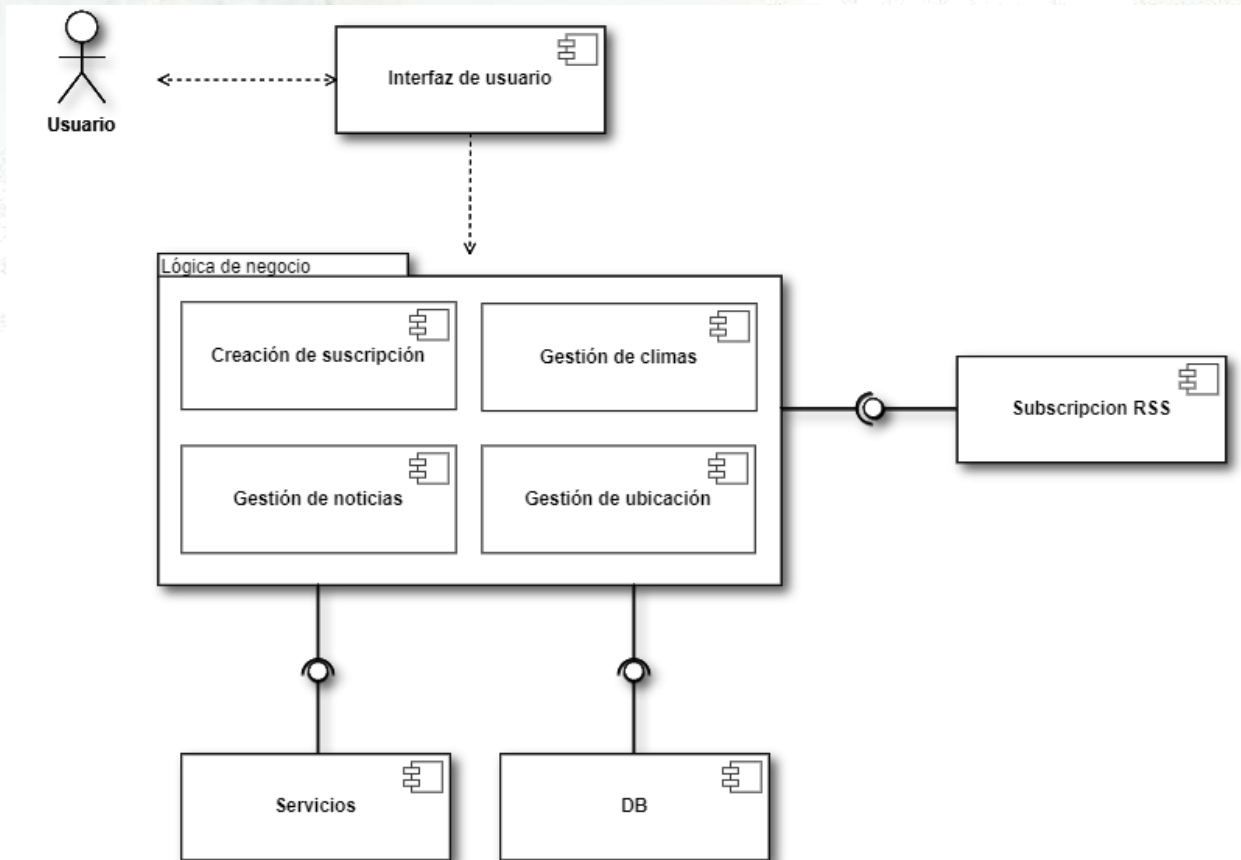 Usuario
Interfaz de usuario
Lógica de negocio
Creación de suscripción
Gestión de climas
Gestión de noticias
Gestión de ubicación
Subscripcion RSS
Servicios
DB